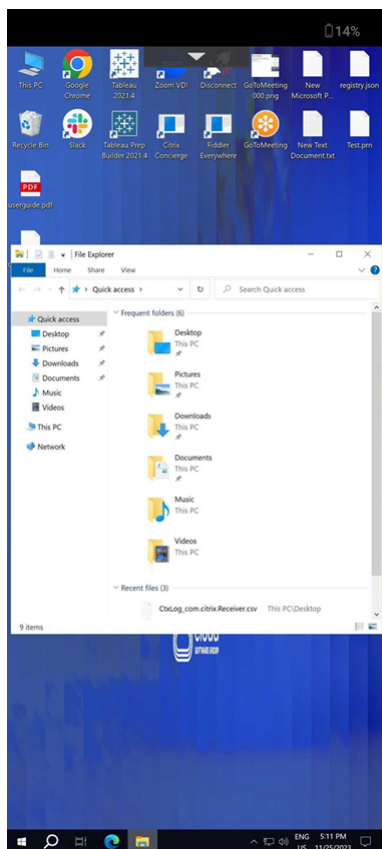 14%
This PC
Google Chrome
Tableau 2021.4
Zoom VDI
Disconnect
GoToMeeting 000.png
New Microsoft P...
registry.json
Recycle Bin
Slack
Tableau Prep Builder 2021.4
Citrix Concierge
Fiddler Everywhere
GoToMeeting
New Text Document.txt
Test.prn
PDF
userguide.pdf
File Explorer
File Home Share View
Quick access
Search Quick access
Quick access
Desktop
Pictures
Downloads
Documents
Music
Videos
This PC
Network
Frequent folders (6)
Desktop
This PC
Pictures
This PC
Downloads
This PC
Documents
This PC
Music
This PC
Videos
This PC
Recent files (3)
CtxLog_com.citrix.Receiver.csv This PC\Desktop
9 items
cloud
SOFTWARE GROUP
ENG 5:11 PM
US 11/25/2023